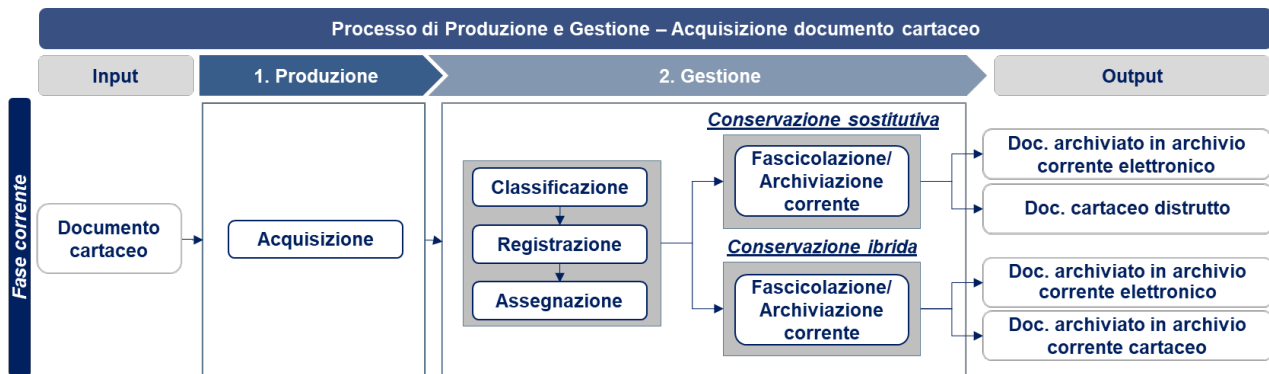 Processo di Produzione e Gestione – Acquisizione documento cartaceo
Input
1. Produzione
2. Gestione
Output
Fase corrente
Documento
cartaceo
Acquisizione
Classificazione
Registrazione
Assegnazione
Conservazione sostitutiva
Fascicolazione/
Archiviazione
corrente
Conservazione ibrida
Fascicolazione/
Archiviazione
corrente
Doc. archiviato in archivio
corrente elettronico
Doc. cartaceo distrutto
Doc. archiviato in archivio
corrente elettronico
Doc. archiviato in archivio
corrente cartaceo